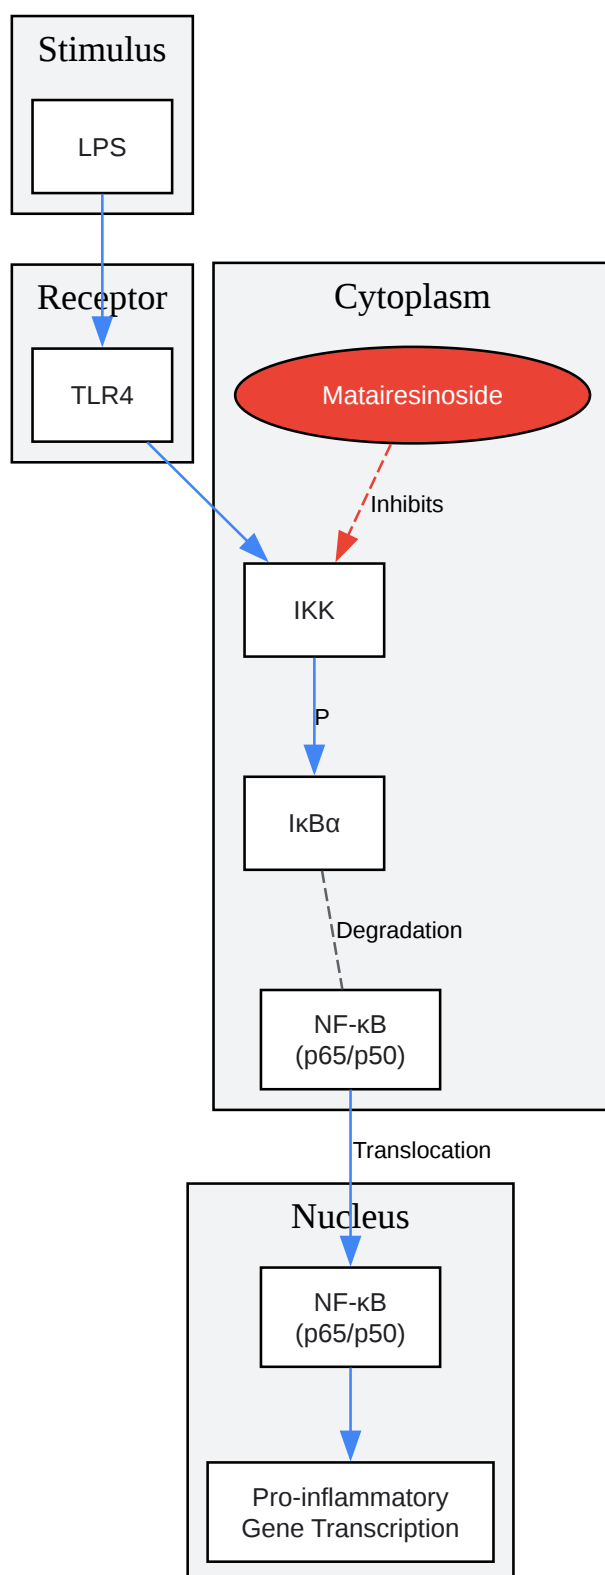 Stimulus
LPS
Receptor
TLR4
Cytoplasm
Matairesinoside
Inhibits
IKK
P
IκBα
Degradation
NF-κB
(p65/p50)
Translocation
Nucleus
NF-κB
(p65/p50)
Pro-inflammatory
Gene Transcription